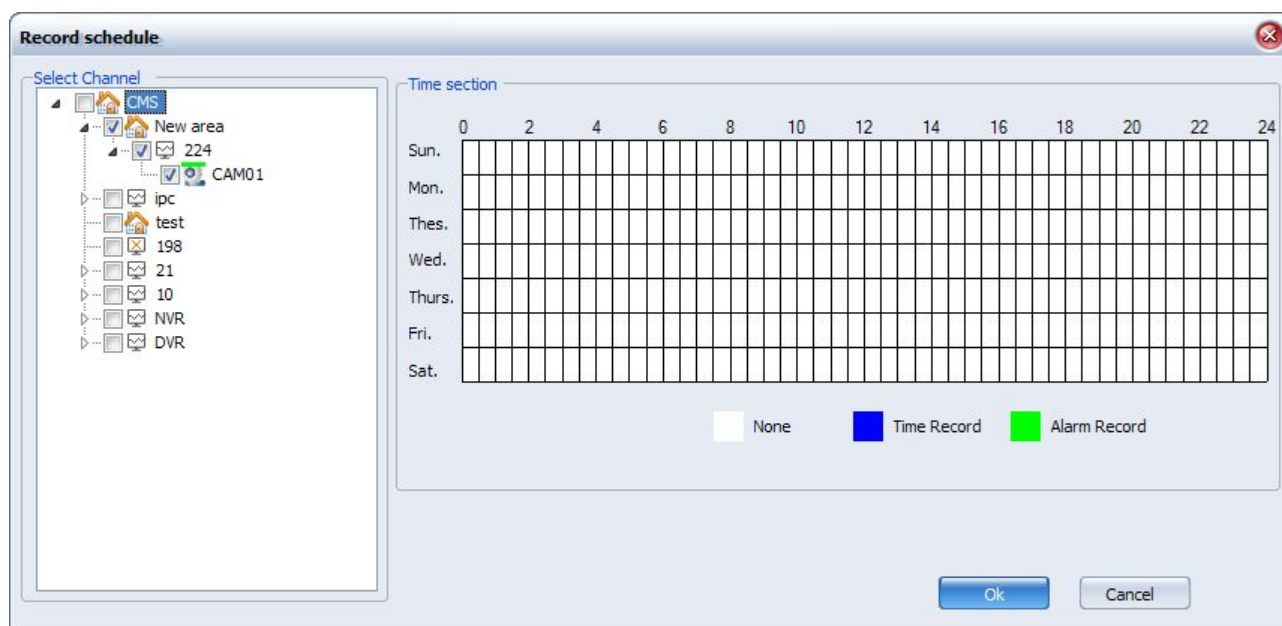 Record schedule
Select Channel
CMS
New area
224
CAM01
ipc
test
198
21
10
NVR
DVR
Time section
0 2 4 6 8 10 12 14 16 18 20 22 24
Sun.
Mon.
Thes.
Wed.
Thurs.
Fri.
Sat.
None Time Record Alarm Record
Ok Cancel